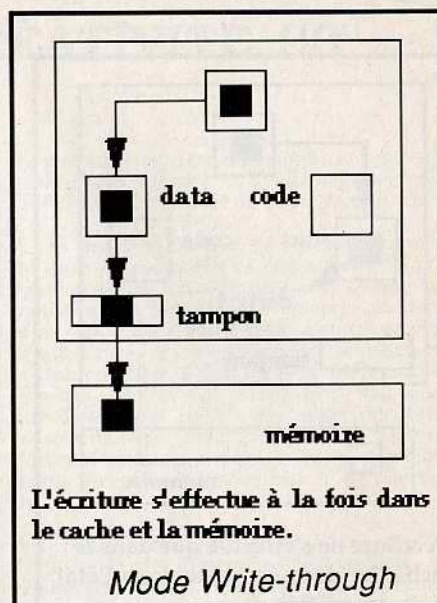 data code
tampon
mémoire
L'écriture s'effectue à la fois dans
le cache et la mémoire.
Mode Write-through